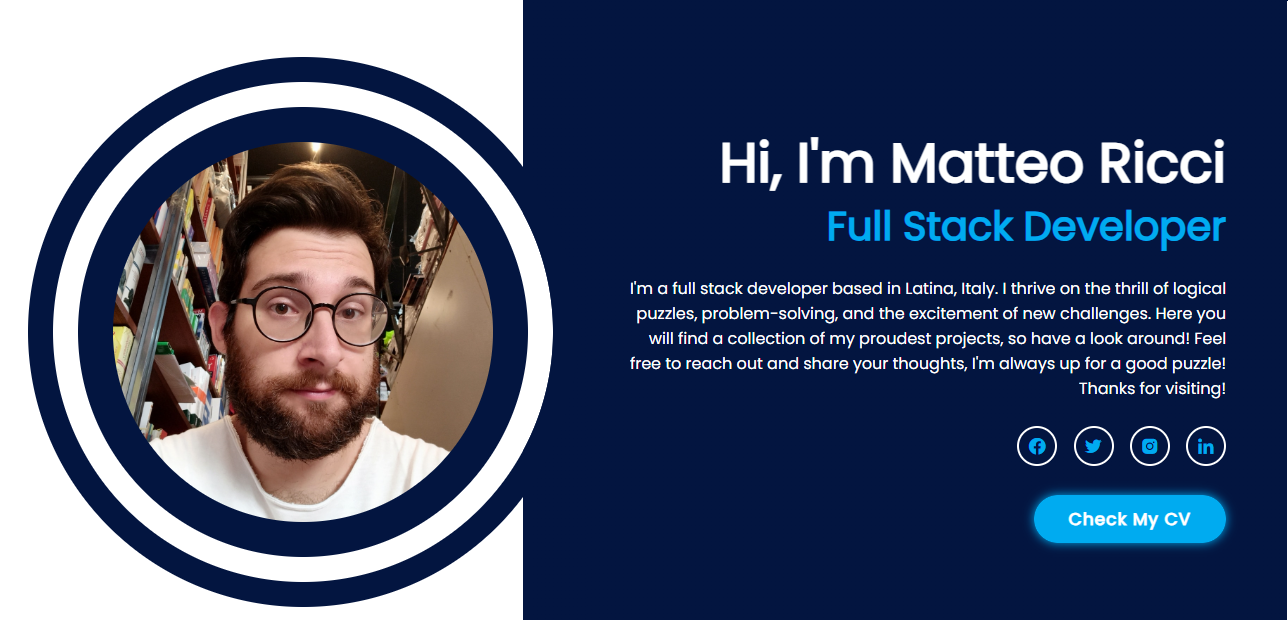 Hi, I'm Matteo Ricci
Full Stack Developer
I'm a full stack developer based in Latina, Italy. I thrive on the thrill of logical
puzzles, problem-solving, and the excitement of new challenges. Here you
will find a collection of my proudest projects, so have a look around! Feel
free to reach out and share your thoughts, I'm always up for a good puzzle!
Thanks for visiting!
in
Check My CV